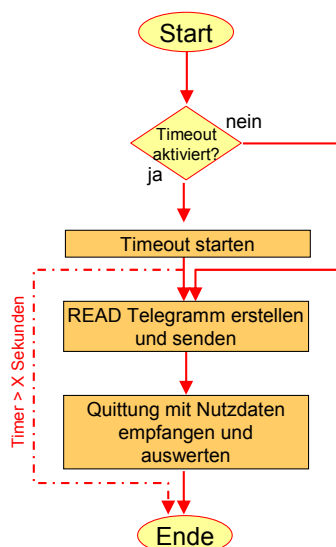 Start
nein
Timeout
aktiviert?
ja
Timeout starten
Timer > X Sekunden
READ Telegramm erstellen
und senden
Quittung mit Nutzdaten
empfangen und
auswerten
Ende